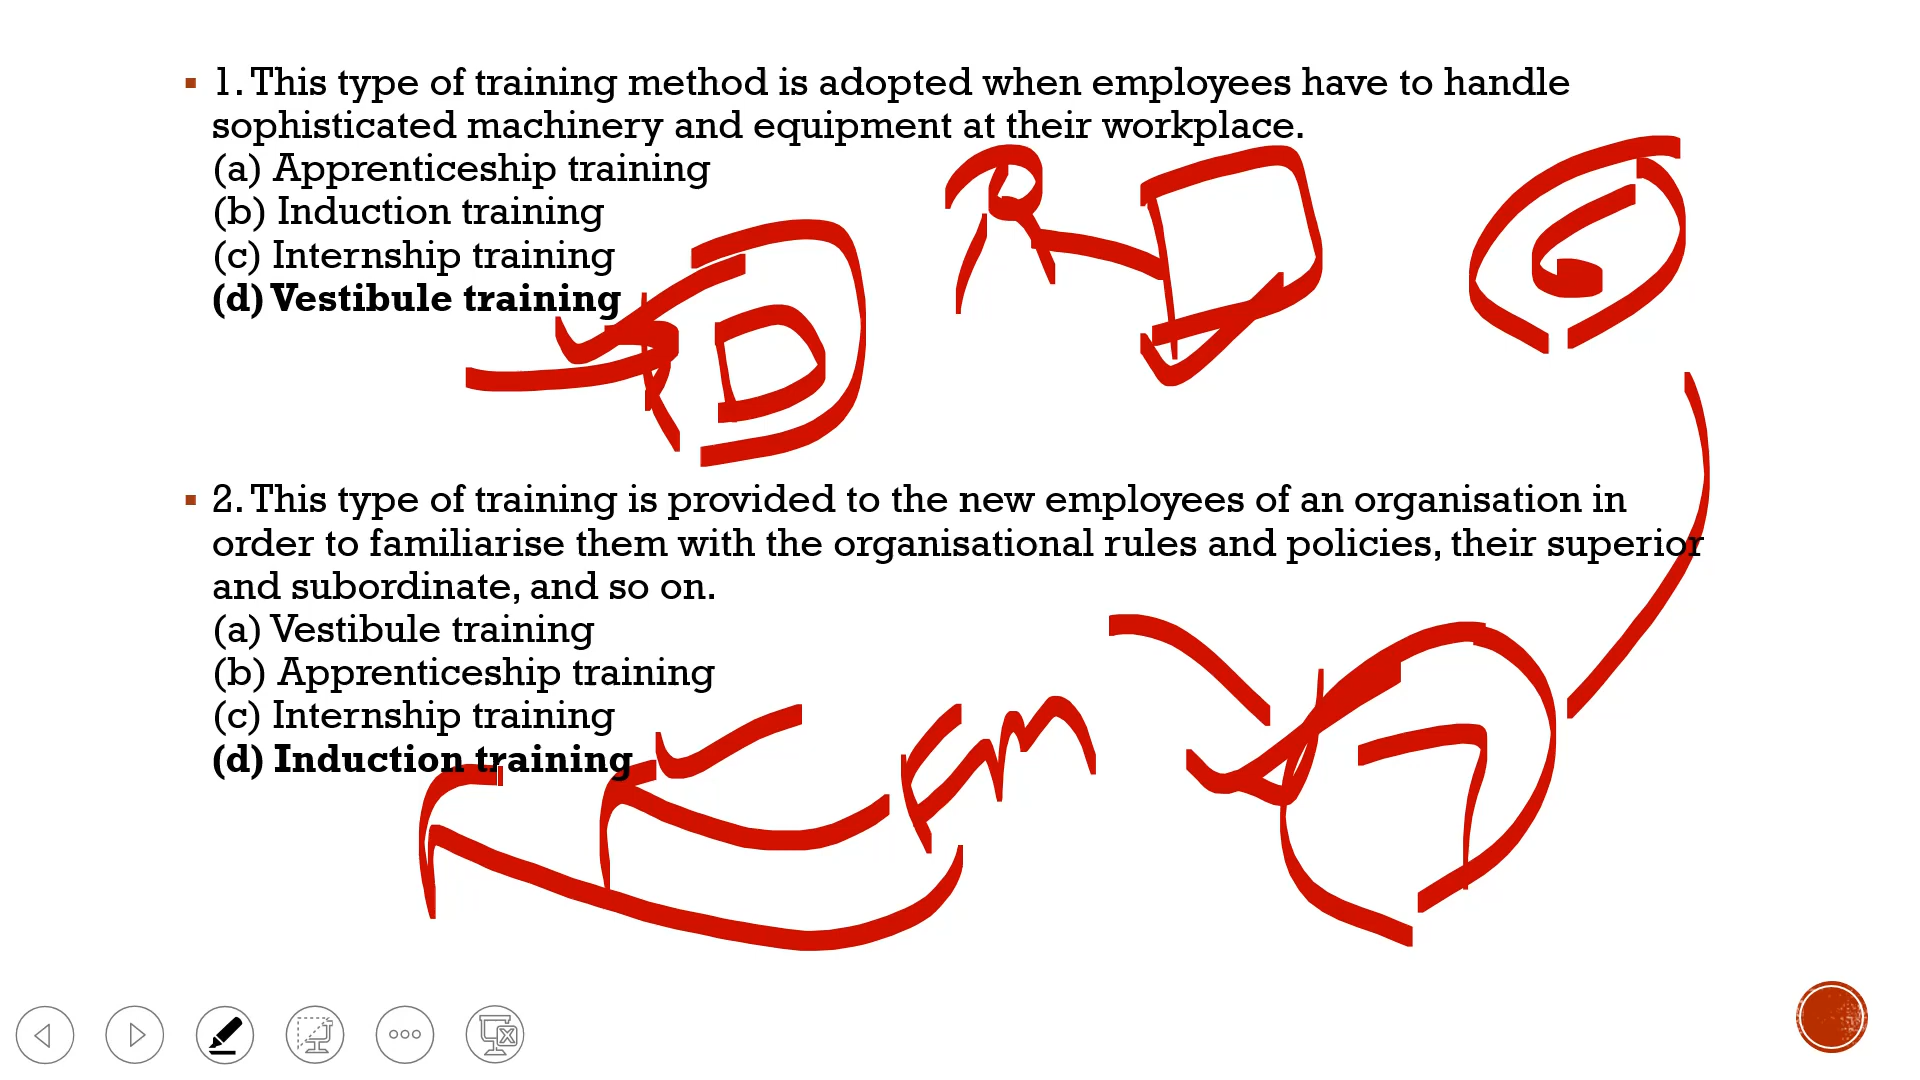 1. This type of training method is adopted when employees have to handle
sophisticated machinery and equipment at their workplace.
(a) Apprenticeship training
(b) Induction training
(c) Internship training
(d) Vestibule training
2. This type of training is provided to the new employees of an organisation in
order to familiarise them with the organisational rules and policies, their superior
and subordinate, and so on.
(a) Vestibule training
(b) Apprenticeship training
(c) Internship training
(d) Induction training